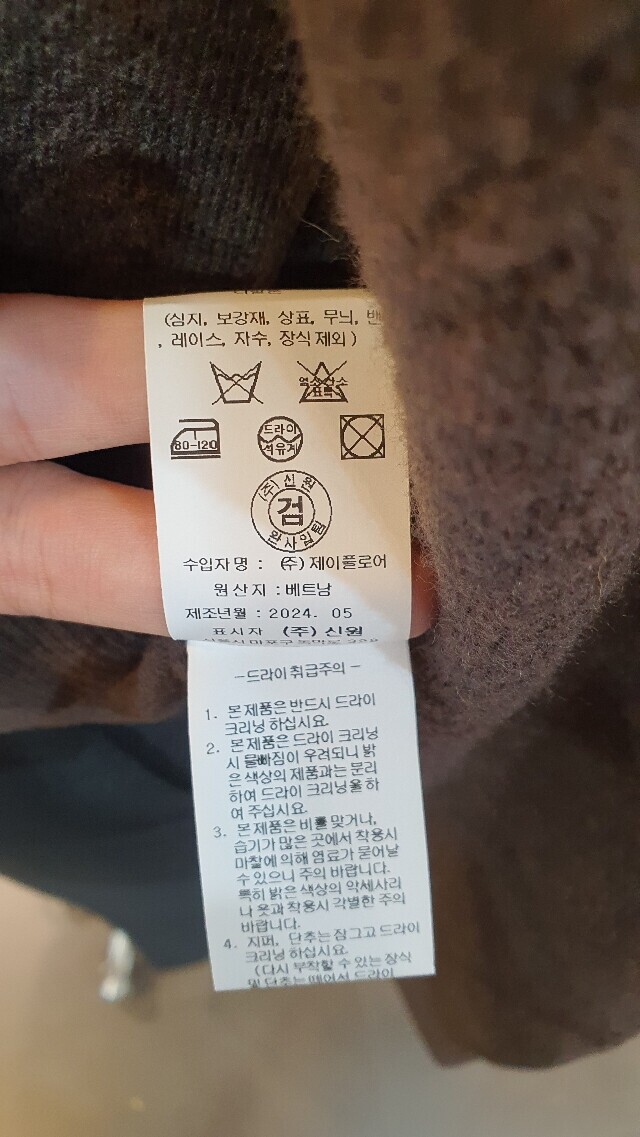 (심지, 보강재, 상표, 무늬,
, 레이스, 자수, 장식 제외)
염소 산소
표백
80-120
드라이
석유계
(주) 신원
검
완사입팀
수입자명 : (주) 제이플로어
원산지 : 베트남
제조년월 : 2024. 05
표시자 (주) 신원
-드라이 취급주의-
1. 본 제품은 반드시 드라이
크리닝 하십시요.
2. 본 제품은 드라이 크리닝
시 물빠짐이 우려되니 밝
은 색상의 제품과는 분리
하여 드라이 크리닝을 하
여 주십시요.
3. 본 제품은 비를 맞거나,
습기가 많은 곳에서 착용시
마찰에 의해 염료가 묻어날
수 있으니 주의 바랍니다.
특히 밝은 색상의 악세사리
나 옷과 착용시 각별한 주의
바랍니다.
4. 지퍼, 단추는 잠그고 드라이
크리닝 하십시요.
(다시 부착할 수 있는 장식
및 단추는 떼어서 드라이